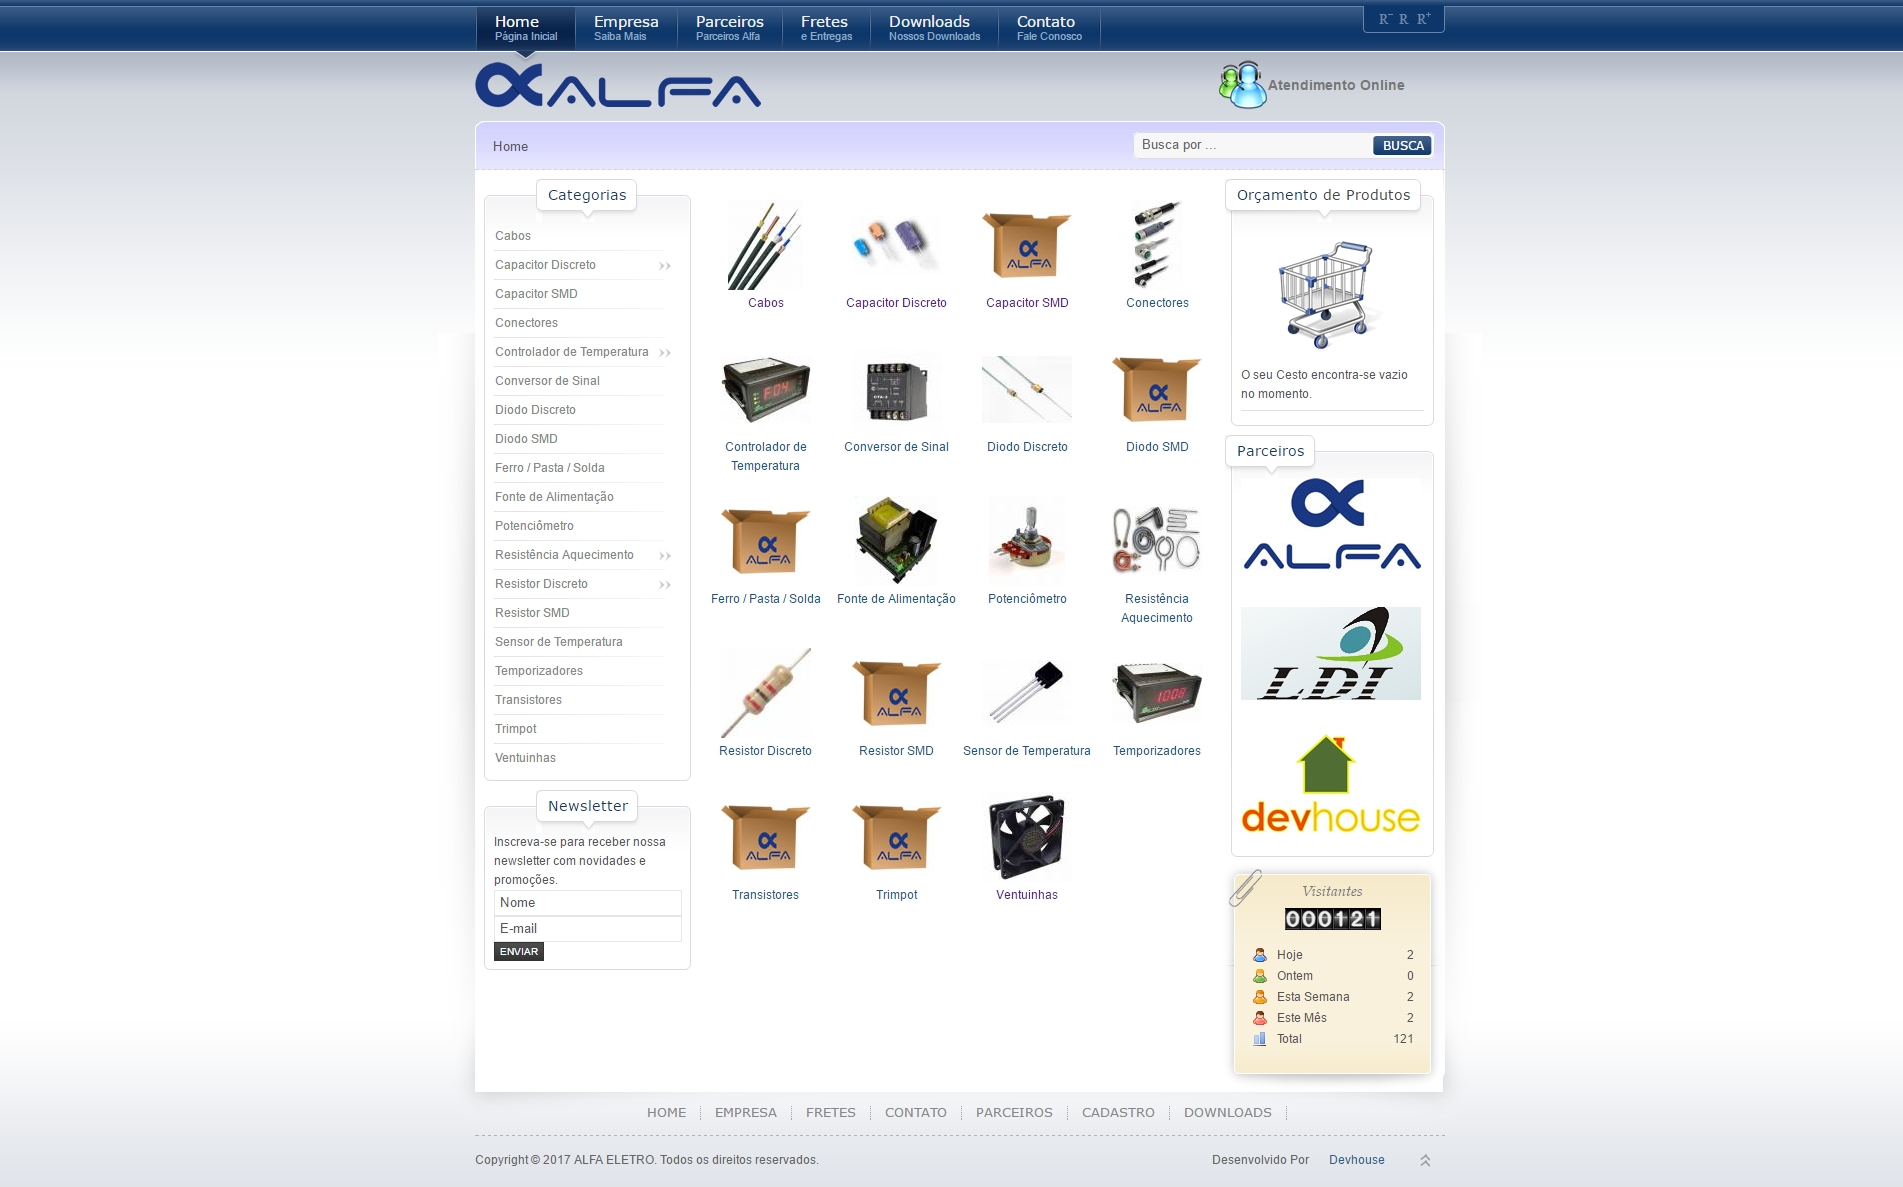 Home
Página Inicial
Empresa
Saiba Mais
Parceiros
Parceiros Alfa
Fretes
e Entregas
Downloads
Nossos Downloads
Contato
Fale Conosco
R- R R+
ALFA
Atendimento Online
Home
Busca por ...
BUSCA
Categorias
Cabos
Capacitor Discreto
Capacitor SMD
Conectores
Controlador de Temperatura
Conversor de Sinal
Diodo Discreto
Diodo SMD
Ferro / Pasta / Solda
Fonte de Alimentação
Potenciômetro
Resistência Aquecimento
Resistor Discreto
Resistor SMD
Sensor de Temperatura
Temporizadores
Transistores
Trimpot
Ventuinhas
Newsletter
Inscreva-se para receber nossa
newsletter com novidades e
promoções.
Nome
E-mail
ENVIAR
ALFA
Cabos
Capacitor Discreto
Capacitor SMD
Conectores
F.04
ALFA
Controlador de
Temperatura
Conversor de Sinal
Diodo Discreto
Diodo SMD
ALFA
Ferro / Pasta / Solda
Fonte de Alimentação
Potenciômetro
Resistência
Aquecimento
ALFA
1008
Resistor Discreto
Resistor SMD
Sensor de Temperatura
Temporizadores
ALFA
ALFA
Transistores
Trimpot
Ventuinhas
Orçamento de Produtos
O seu Cesto encontra-se vazio
no momento.
Parceiros
ALFA
LDI
devhouse
Visitantes
000121
Hoje 2
Ontem 0
Esta Semana 2
Este Mês 2
Total 121
HOME
EMPRESA
FRETES
CONTATO
PARCEIROS
CADASTRO
DOWNLOADS
Copyright © 2017 ALFA ELETRO. Todos os direitos reservados.
Desenvolvido Por Devhouse